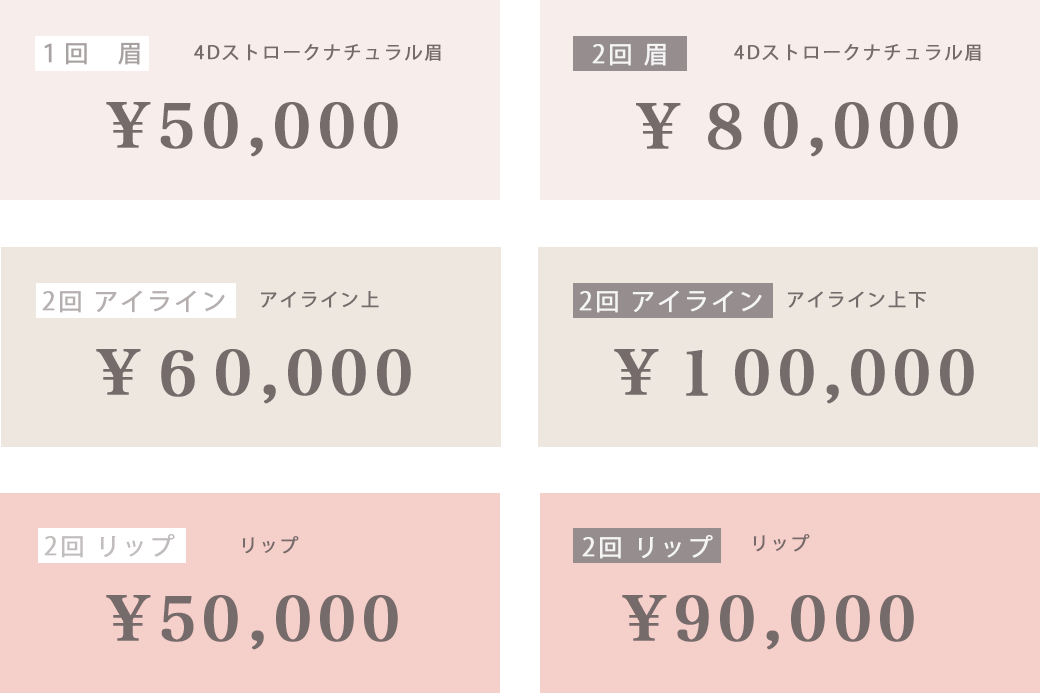 1回 眉 4Dストロークナチュラル眉
¥50,000
2回 眉 4Dストロークナチュラル眉
¥80,000
2回 アイライン アイライン上
¥60,000
2回 アイライン アイライン上下
¥100,000
2回 リップ リップ
¥50,000
2回 リップ リップ
¥90,000